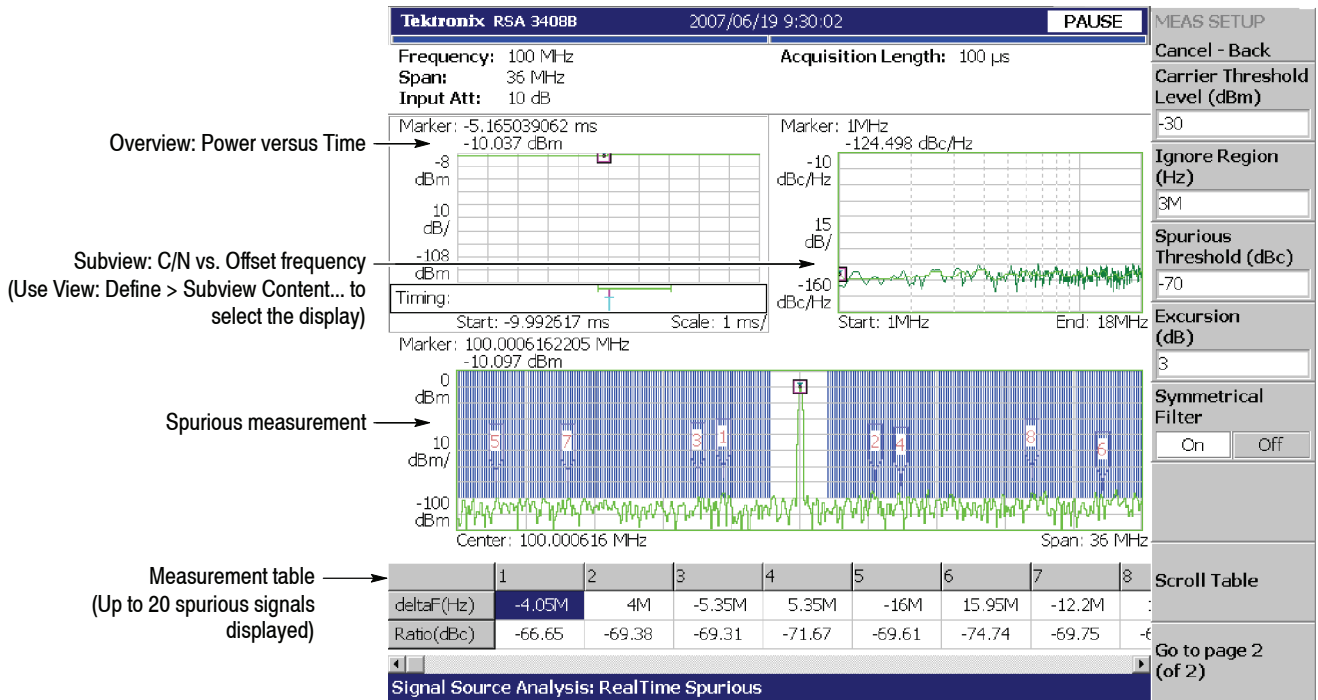 Tektronix RSA 3408B 2007/06/19 9:30:02 PAUSE
Frequency: 100 MHz
Span: 36 MHz
Input Att: 10 dB
Acquisition Length: 100 µs
Overview: Power versus Time
Marker: -5.165039062 ms
-10.037 dBm
-8
dBm
10
dB/
-108
dBm
Timing:
Start: -9.992617 ms Scale: 1 ms/
Subview: C/N vs. Offset frequency
(Use View: Define > Subview Content... to
select the display)
Marker: 1MHz
-124.498 dBc/Hz
-10
dBc/Hz
15
dB/
-160
dBc/Hz
Start: 1MHz End: 18MHz
Spurious measurement
Marker: 100.0006162205 MHz
-10.097 dBm
0
dBm
10
dBm/
-100
dBm
5 7 3 1 2 4 8 6
Center: 100.000616 MHz Span: 36 MHz
Measurement table
(Up to 20 spurious signals
displayed)
1 2 3 4 5 6 7 8
deltaF(Hz) -4.05M 4M -5.35M 5.35M -16M 15.95M -12.2M
Ratio(dBc) -66.65 -69.38 -69.31 -71.67 -69.61 -74.74 -69.75
Signal Source Analysis: RealTime Spurious
MEAS SETUP
Cancel - Back
Carrier Threshold
Level (dBm)
-30
Ignore Region
(Hz)
3M
Spurious
Threshold (dBc)
-70
Excursion
(dB)
3
Symmetrical
Filter
On Off
Scroll Table
Go to page 2
(of 2)